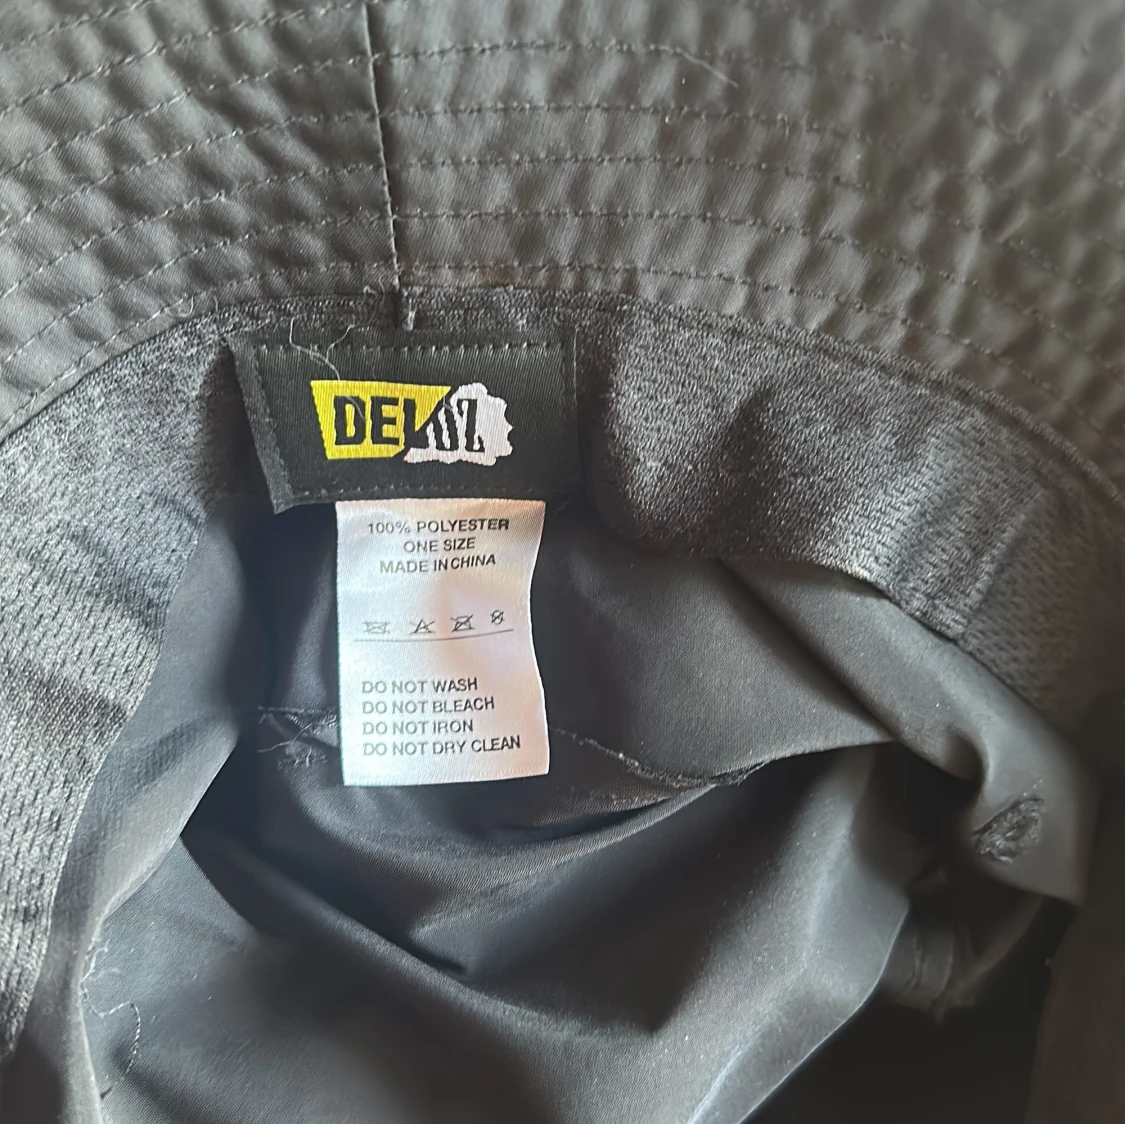 100% POLYESTER
ONE SIZE
MADE IN CHINA
DO NOT WASH
DO NOT BLEACH
DO NOT IRON
DO NOT DRY CLEAN